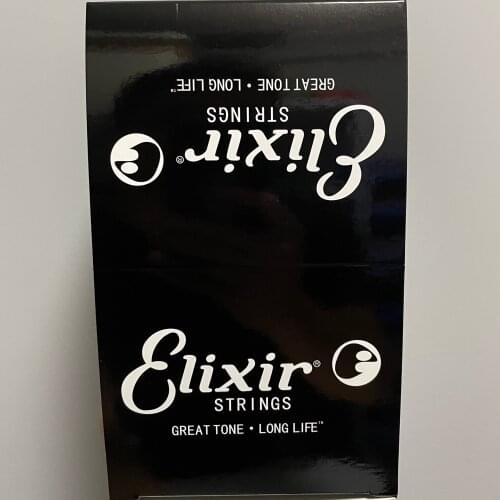 GREAT TONE • LONG LIFE™
STRINGS
Elixir®
Elixir®
STRINGS
GREAT TONE • LONG LIFE™